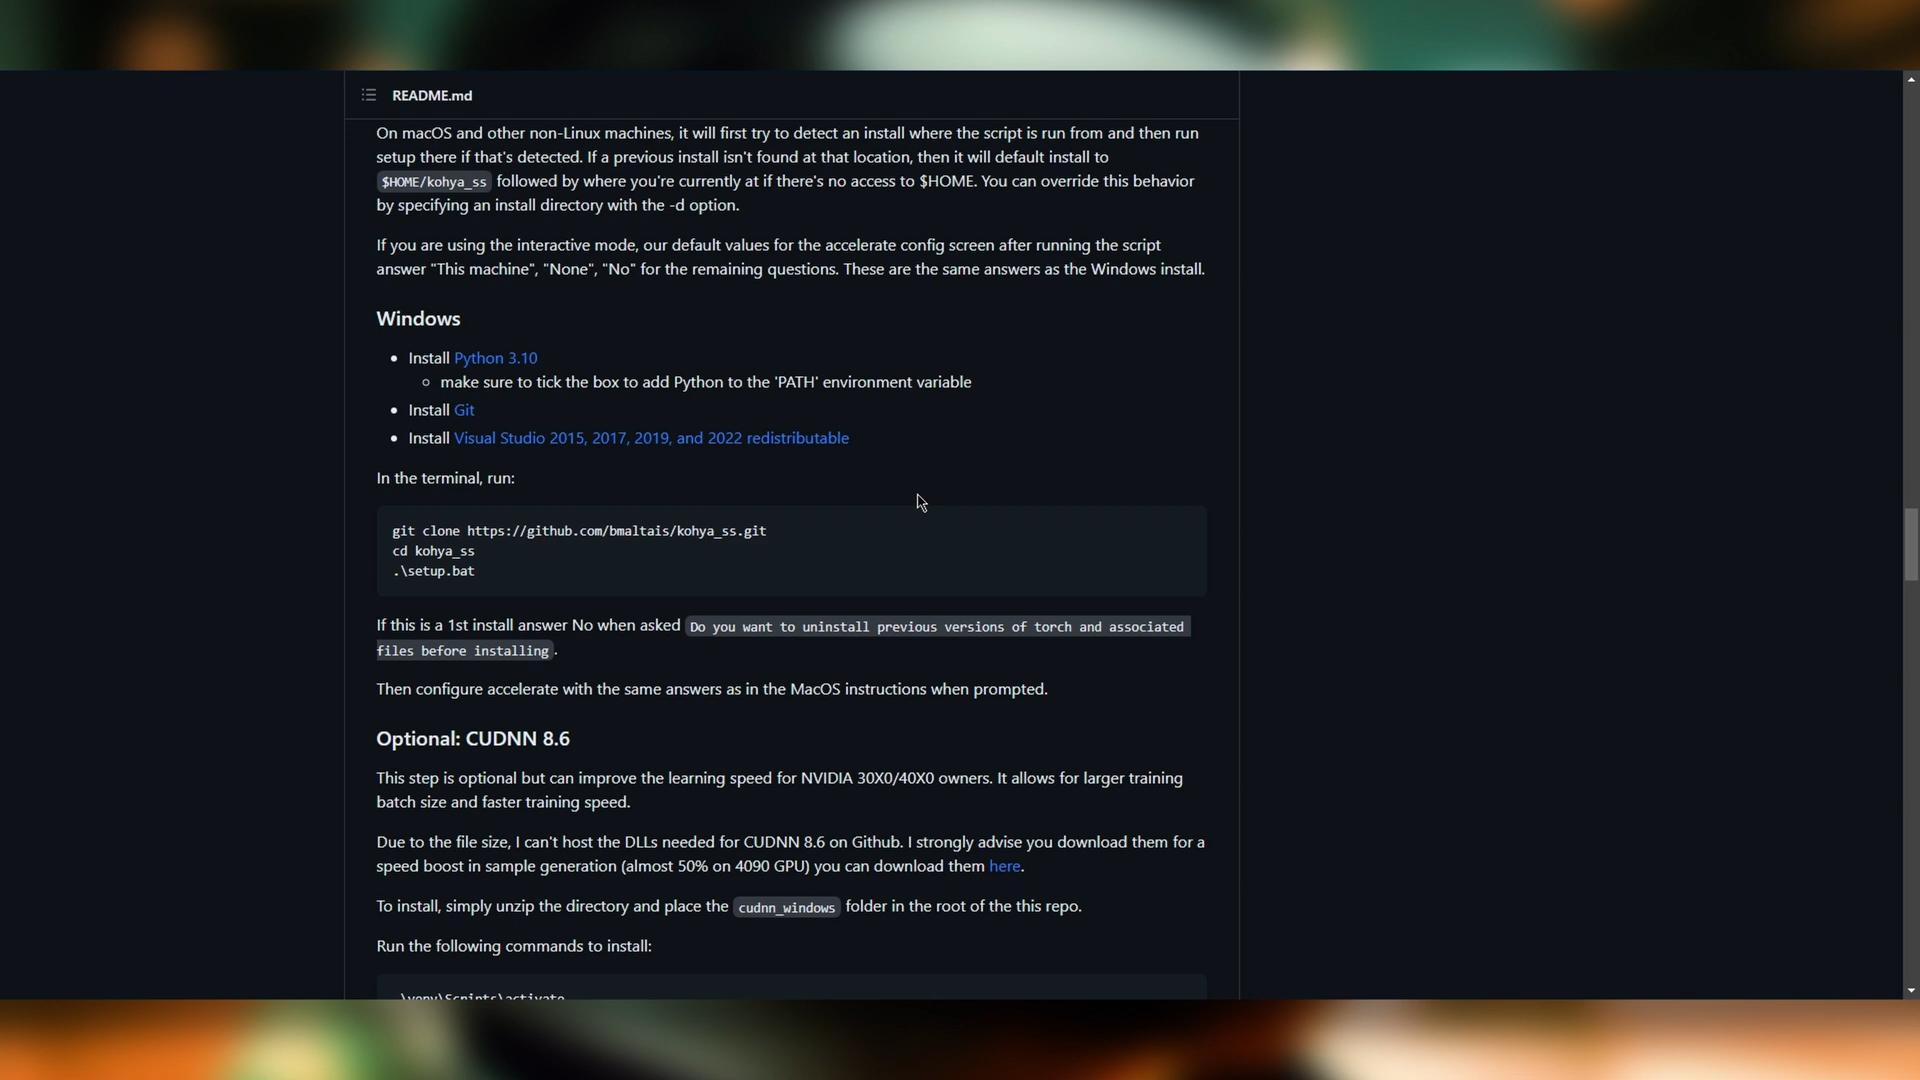 README.md
On macOS and other non-Linux machines, it will first try to detect an install where the script is run from and then run
setup there if that's detected. If a previous install isn't found at that location, then it will default install to
$HOME/kohya_ss followed by where you're currently at if there's no access to $HOME. You can override this behavior
by specifying an install directory with the -d option.
If you are using the interactive mode, our default values for the accelerate config screen after running the script
answer "This machine", "None", "No" for the remaining questions. These are the same answers as the Windows install.
Windows
Install Python 3.10
make sure to tick the box to add Python to the 'PATH' environment variable
Install Git
Install Visual Studio 2015, 2017, 2019, and 2022 redistributable
In the terminal, run:
git clone https://github.com/bmaltais/kohya_ss.git
cd kohya_ss
.\setup.bat
If this is a 1st install answer No when asked Do you want to uninstall previous versions of torch and associated
files before installing.
Then configure accelerate with the same answers as in the MacOS instructions when prompted.
Optional: CUDNN 8.6
This step is optional but can improve the learning speed for NVIDIA 30X0/40X0 owners. It allows for larger training
batch size and faster training speed.
Due to the file size, I can't host the DLLs needed for CUDNN 8.6 on Github. I strongly advise you download them for a
speed boost in sample generation (almost 50% on 4090 GPU) you can download them here.
To install, simply unzip the directory and place the cudnn_windows folder in the root of the this repo.
Run the following commands to install:
.\venv\Scripts\activate